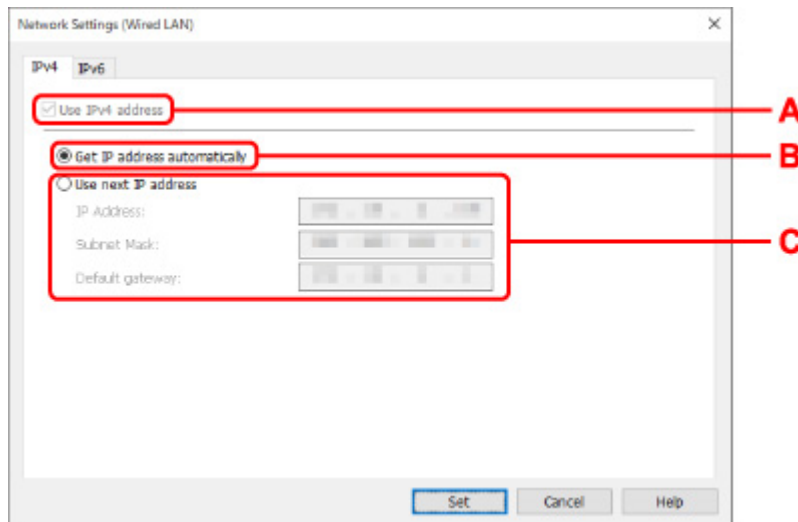 Network Settings (Wired LAN)
IPv4 IPv6
Use IPv4 address
A
Get IP address automatically
B
Use next IP address
IP Address:
Subnet Mask:
C
Default gateway:
Set Cancel Help